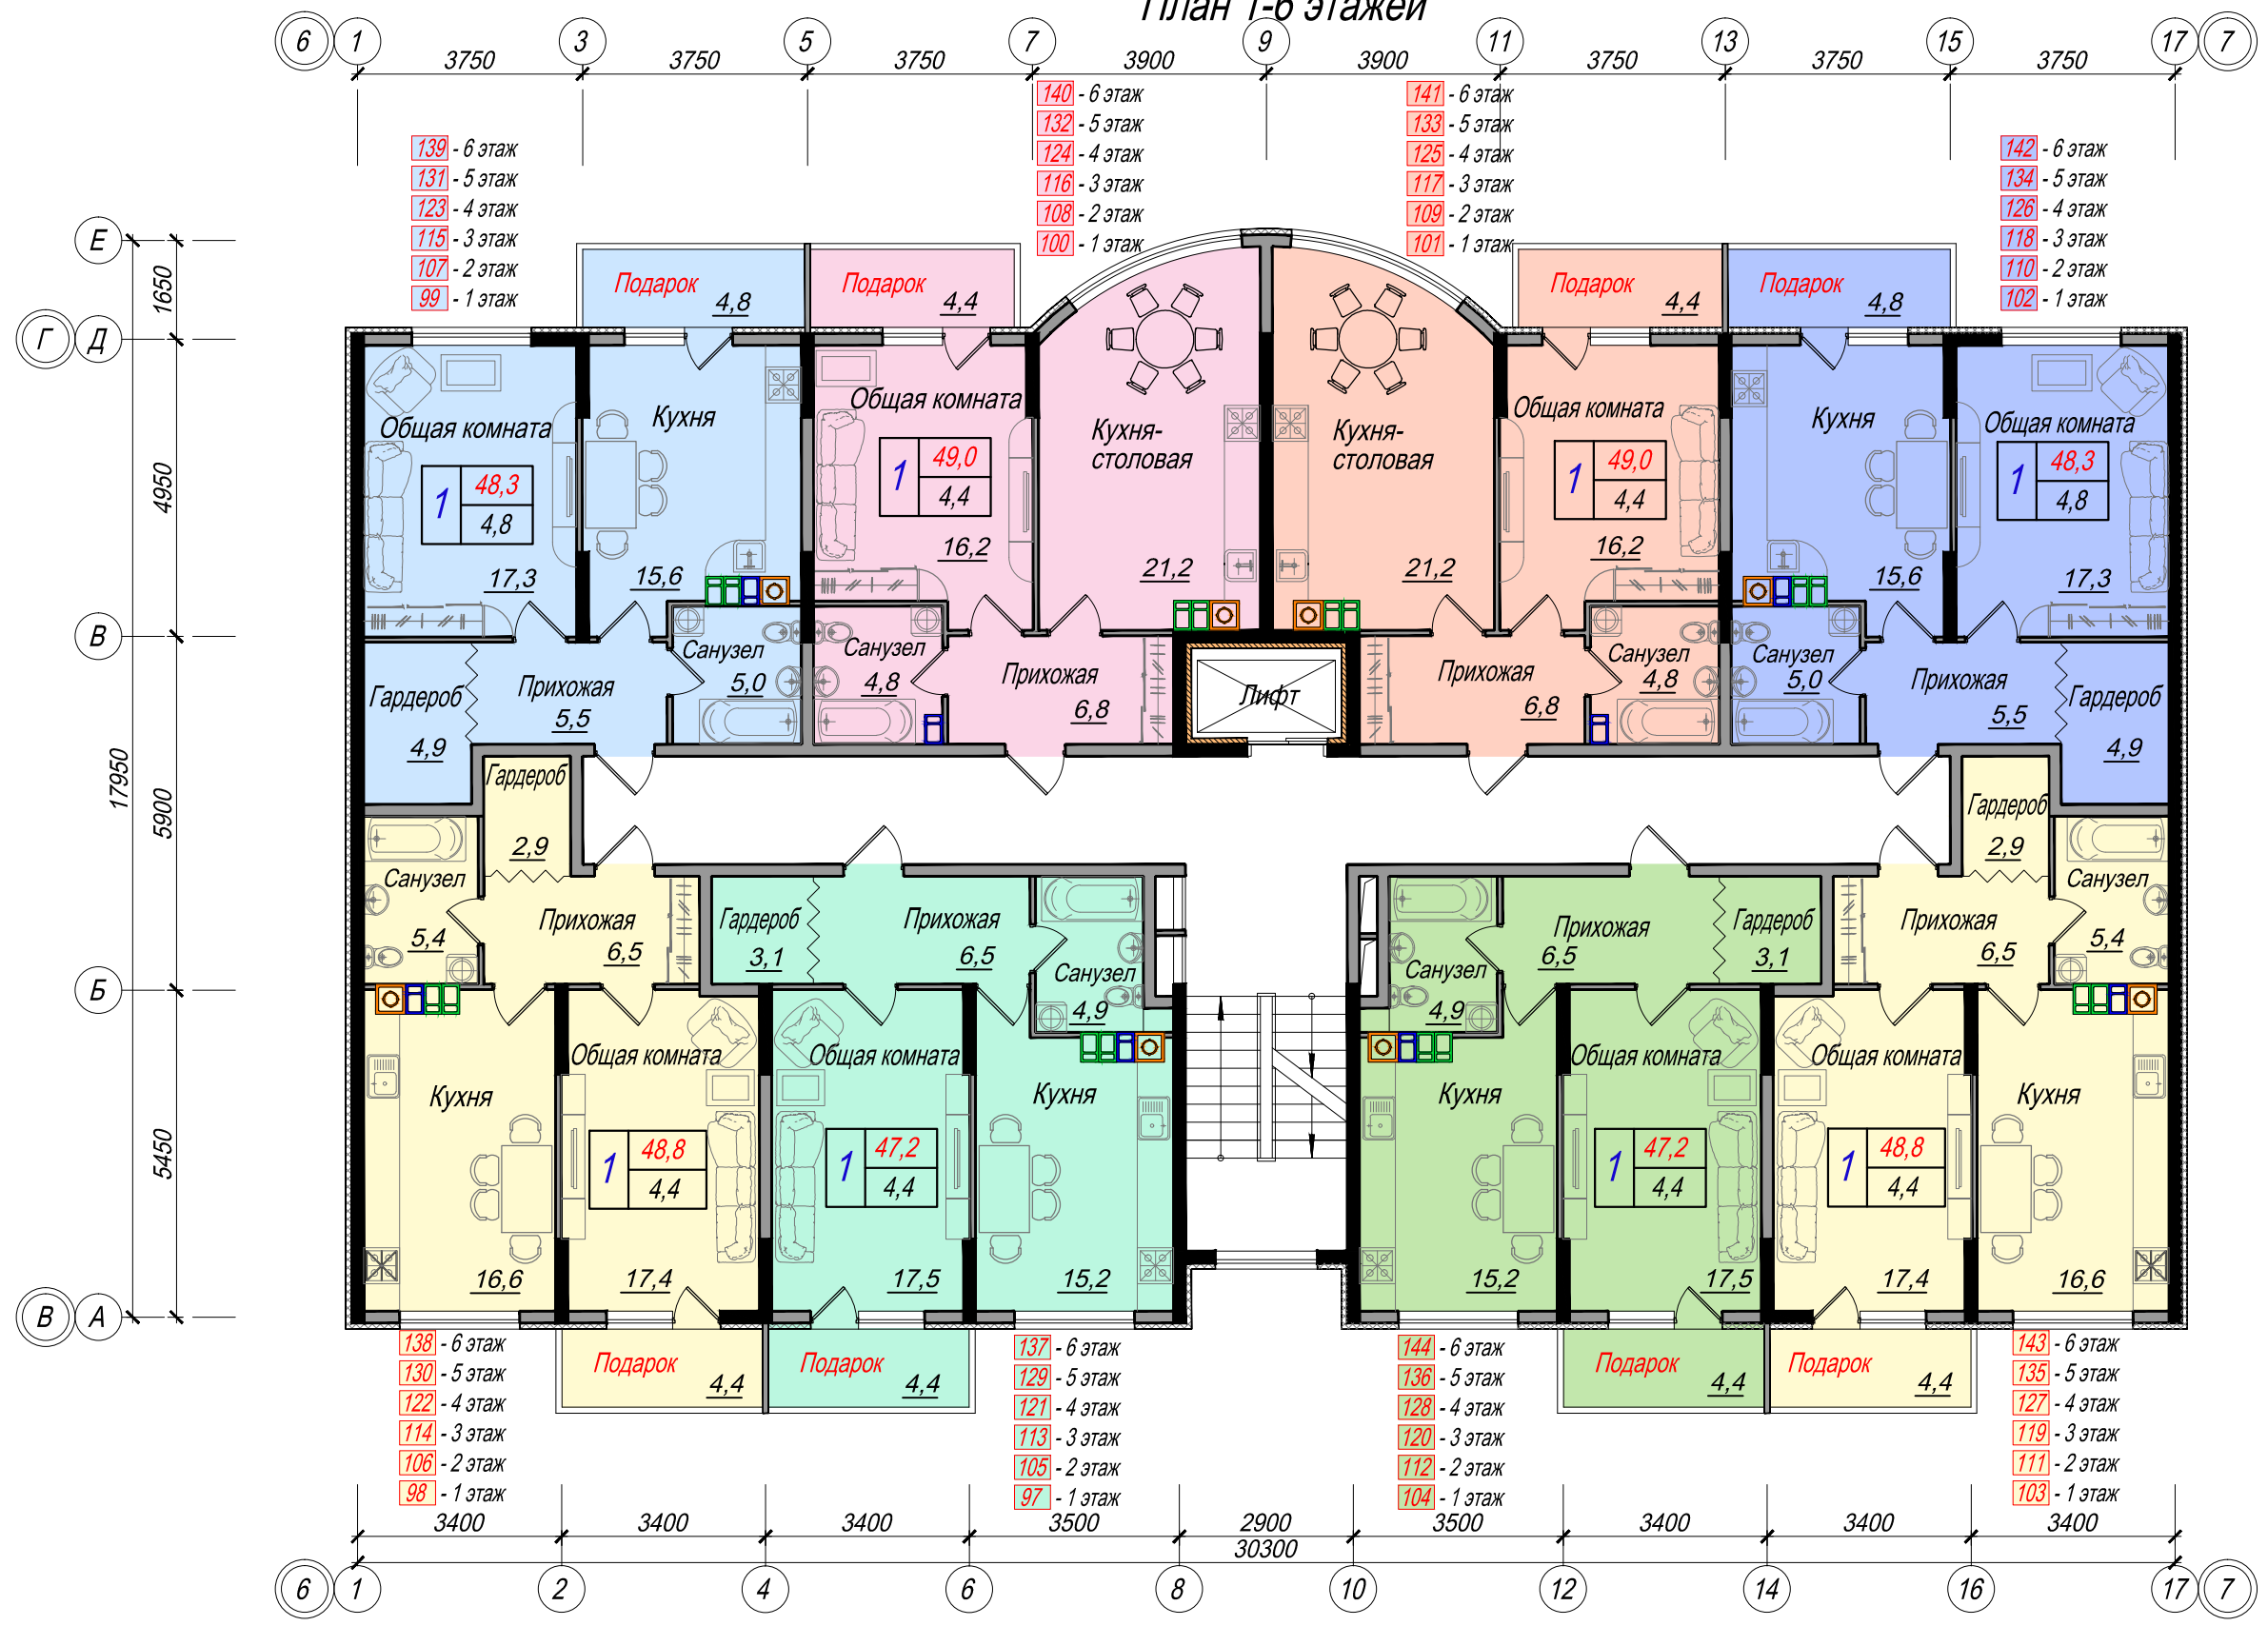 План 1-6 этажей
6 1 3 5 7 9 11 13 15 17 7
3750 3750 3750 3900 3900 3750 3750 3750
139 - 6 этаж
131 - 5 этаж
123 - 4 этаж
115 - 3 этаж
107 - 2 этаж
99 - 1 этаж
140 - 6 этаж
132 - 5 этаж
124 - 4 этаж
116 - 3 этаж
108 - 2 этаж
100 - 1 этаж
141 - 6 этаж
133 - 5 этаж
125 - 4 этаж
117 - 3 этаж
109 - 2 этаж
101 - 1 этаж
142 - 6 этаж
134 - 5 этаж
126 - 4 этаж
118 - 3 этаж
110 - 2 этаж
102 - 1 этаж
Е
Г Д
В
Б
В А
1650
4950
5900
5450
17950
Подарок
4,8
Подарок
4,4
Подарок
4,4
Подарок
4,8
Общая комната
1 48,3
4,8
17,3
Кухня
15,6
Санузел
5,0
Прихожая
5,5
Гардероб
4,9
Общая комната
1 49,0
4,4
16,2
Кухня-
столовая
21,2
Санузел
4,8
Прихожая
6,8
Лифт
Кухня-
столовая
21,2
Общая комната
1 49,0
4,4
16,2
Прихожая
6,8
Санузел
4,8
Кухня
15,6
Общая комната
1 48,3
4,8
17,3
Санузел
5,0
Прихожая
5,5
Гардероб
4,9
Гардероб
2,9
Санузел
5,4
Прихожая
6,5
Кухня
16,6
Общая комната
1 48,8
4,4
17,4
Гардероб
3,1
Прихожая
6,5
Санузел
4,9
Общая комната
1 47,2
4,4
17,5
Кухня
15,2
Санузел
4,9
Прихожая
6,5
Гардероб
3,1
Кухня
15,2
Общая комната
1 47,2
4,4
17,5
Гардероб
2,9
Санузел
5,4
Прихожая
6,5
Общая комната
1 48,8
4,4
17,4
Кухня
16,6
Подарок
4,4
Подарок
4,4
Подарок
4,4
Подарок
4,4
138 - 6 этаж
130 - 5 этаж
122 - 4 этаж
114 - 3 этаж
106 - 2 этаж
98 - 1 этаж
137 - 6 этаж
129 - 5 этаж
121 - 4 этаж
113 - 3 этаж
105 - 2 этаж
97 - 1 этаж
144 - 6 этаж
136 - 5 этаж
128 - 4 этаж
120 - 3 этаж
112 - 2 этаж
104 - 1 этаж
143 - 6 этаж
135 - 5 этаж
127 - 4 этаж
119 - 3 этаж
111 - 2 этаж
103 - 1 этаж
3400 3400 3400 3500 2900 3500 3400 3400 3400
30300
6 1 2 4 6 8 10 12 14 16 17 7